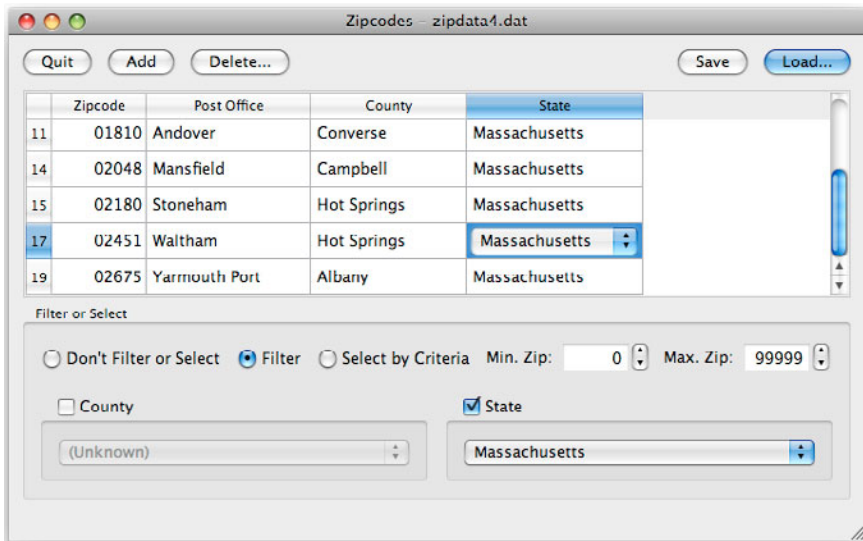 Zipcodes – zipdata4.dat
Quit Add Delete... Save Load...
Zipcode Post Office County State
11 01810 Andover Converse Massachusetts
14 02048 Mansfield Campbell Massachusetts
15 02180 Stoneham Hot Springs Massachusetts
17 02451 Waltham Hot Springs Massachusetts
19 02675 Yarmouth Port Albany Massachusetts
Filter or Select
Don't Filter or Select Filter Select by Criteria Min. Zip: 0 Max. Zip: 99999
County State
(Unknown) Massachusetts